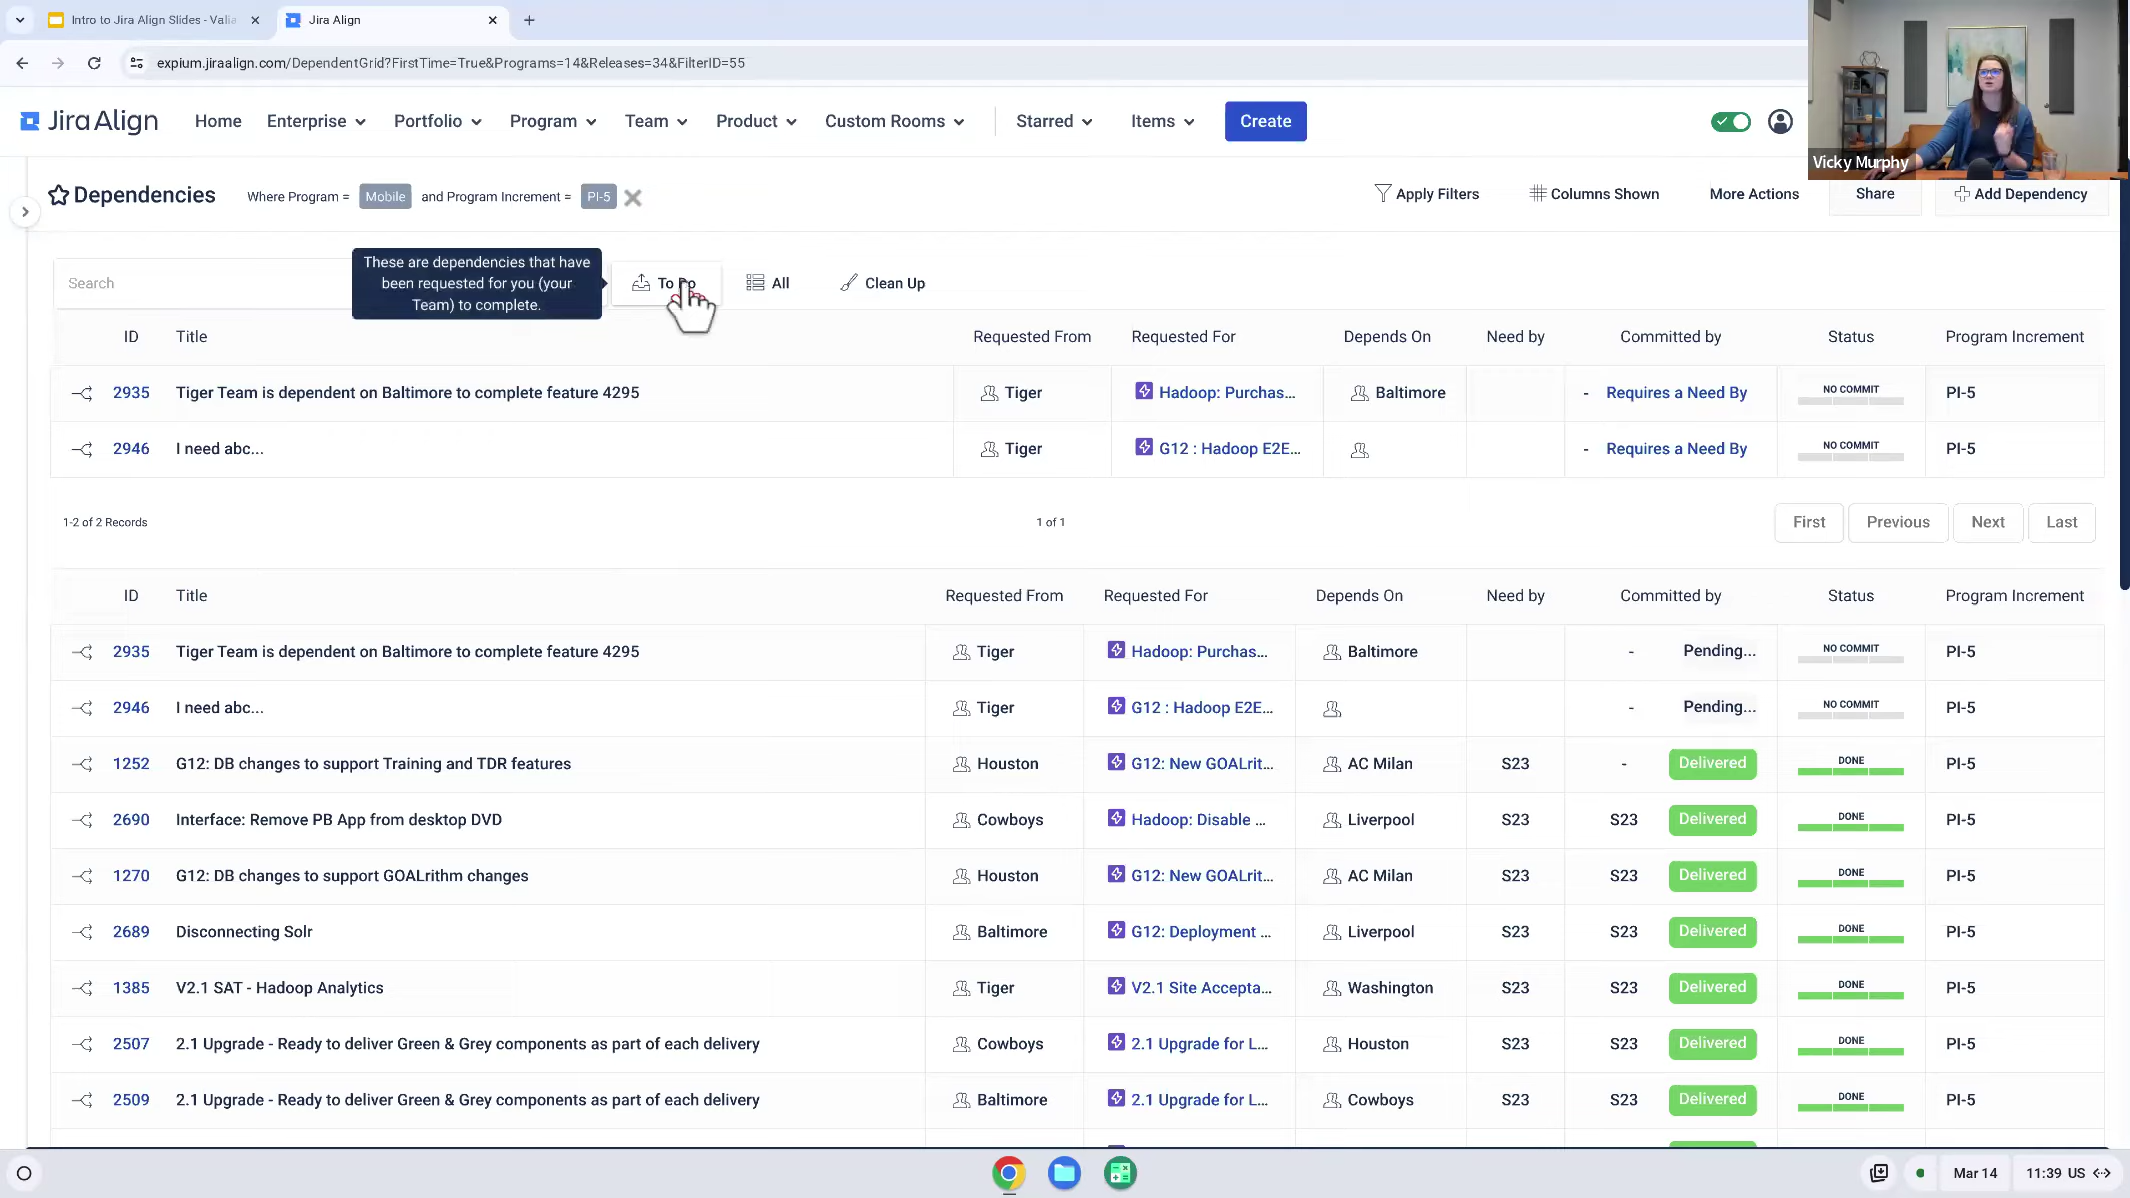 Intro to Jira Align Slides - Valia
Jira Align
expium.jiraalign.com/DependentGrid?FirstTime=True&Programs=14&Releases=34&FilterID=55
Jira Align Home Enterprise Portfolio Program Team Product Custom Rooms Starred Items Create
Vicky Murphy
Dependencies Where Program = Mobile and Program Increment = PI-5 Apply Filters Columns Shown More Actions Share Add Dependency
These are dependencies that have
been requested for you (your
Team) to complete.
Search To Do All Clean Up
ID Title Requested From Requested For Depends On Need by Committed by Status Program Increment
2935 Tiger Team is dependent on Baltimore to complete feature 4295 Tiger Hadoop: Purchas... Baltimore - Requires a Need By NO COMMIT PI-5
2946 I need abc... Tiger G12 : Hadoop E2E... - Requires a Need By NO COMMIT PI-5
1-2 of 2 Records 1 of 1 First Previous Next Last
ID Title Requested From Requested For Depends On Need by Committed by Status Program Increment
2935 Tiger Team is dependent on Baltimore to complete feature 4295 Tiger Hadoop: Purchas... Baltimore - Pending... NO COMMIT PI-5
2946 I need abc... Tiger G12 : Hadoop E2E... - Pending... NO COMMIT PI-5
1252 G12: DB changes to support Training and TDR features Houston G12: New GOALrit... AC Milan S23 - Delivered DONE PI-5
2690 Interface: Remove PB App from desktop DVD Cowboys Hadoop: Disable ... Liverpool S23 S23 Delivered DONE PI-5
1270 G12: DB changes to support GOALrithm changes Houston G12: New GOALrit... AC Milan S23 S23 Delivered DONE PI-5
2689 Disconnecting Solr Baltimore G12: Deployment ... Liverpool S23 S23 Delivered DONE PI-5
1385 V2.1 SAT - Hadoop Analytics Tiger V2.1 Site Accepta... Washington S23 S23 Delivered DONE PI-5
2507 2.1 Upgrade - Ready to deliver Green & Grey components as part of each delivery Cowboys 2.1 Upgrade for L... Houston S23 S23 Delivered DONE PI-5
2509 2.1 Upgrade - Ready to deliver Green & Grey components as part of each delivery Baltimore 2.1 Upgrade for L... Cowboys S23 S23 Delivered DONE PI-5
Mar 14 11:39 US